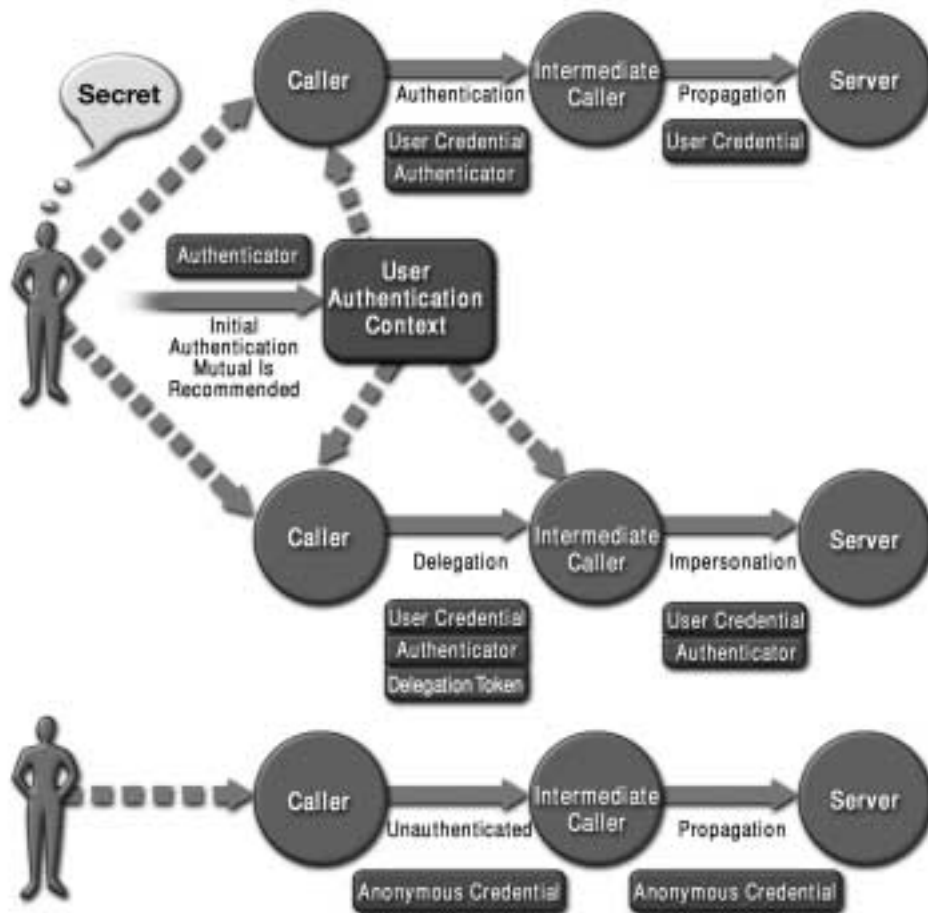 Secret
Caller
Authentication
User Credential
Authenticator
Intermediate
Caller
Propagation
User Credential
Server
Authenticator
Initial
Authentication
Mutual Is
Recommended
User
Authentication
Context
Caller
Delegation
User Credential
Authenticator
Delegation Token
Intermediate
Caller
Impersonation
User Credential
Authenticator
Server
Caller
Unauthenticated
Anonymous Credential
Intermediate
Caller
Propagation
Anonymous Credential
Server